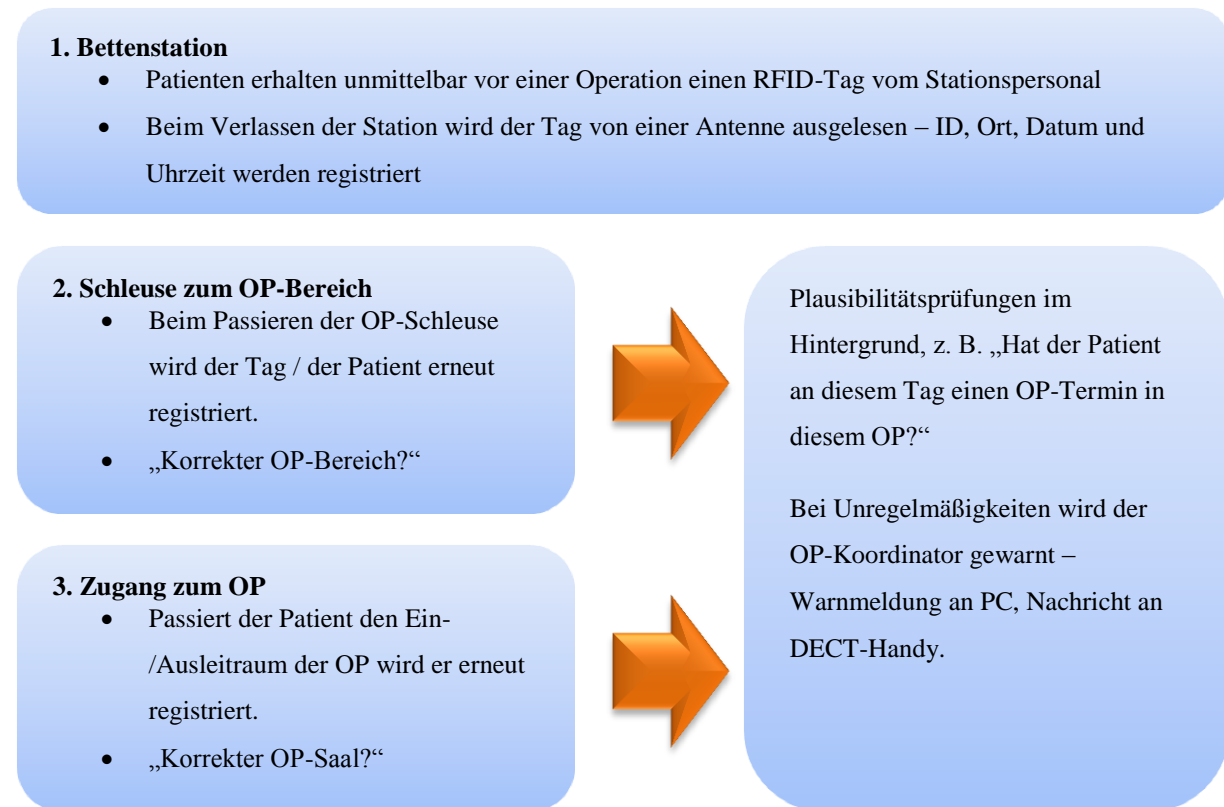 1. Bettenstation
• Patienten erhalten unmittelbar vor einer Operation einen RFID-Tag vom Stationspersonal
• Beim Verlassen der Station wird der Tag von einer Antenne ausgelesen – ID, Ort, Datum und
Uhrzeit werden registriert
2. Schleuse zum OP-Bereich
• Beim Passieren der OP-Schleuse
wird der Tag / der Patient erneut
registriert.
• „Korrekter OP-Bereich?“
3. Zugang zum OP
• Passiert der Patient den Ein-
/Ausleitraum der OP wird er erneut
registriert.
• „Korrekter OP-Saal?“
Plausibilitätsprüfungen im
Hintergrund, z. B. „Hat der Patient
an diesem Tag einen OP-Termin in
diesem OP?“
Bei Unregelmäßigkeiten wird der
OP-Koordinator gewarnt –
Warnmeldung an PC, Nachricht an
DECT-Handy.